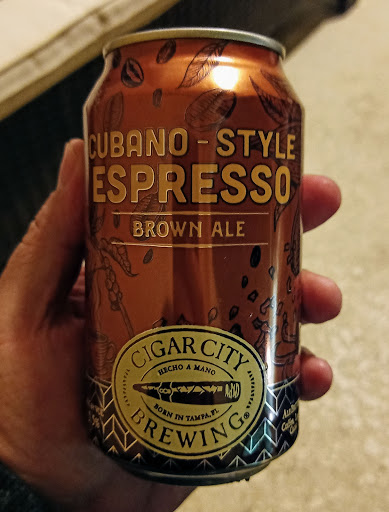 CUBANO - STYLE
ESPRESSO
BROWN ALE
CIGAR CITY
HECHO A MANO
BORN IN TAMPA, FL
BREWING®